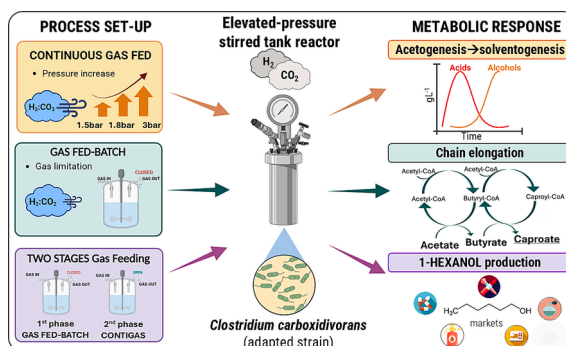 PROCESS SET-UP
CONTINUOUS GAS FED
• Pressure increase
H₂:CO₂
1.5bar
1.8bar
3bar
GAS FED-BATCH
• Gas limitation
H₂:CO₂
GAS IN
CLOSED
GAS OUT
TWO STAGES Gas Feeding
GAS IN
CLOSED
GAS OUT
GAS IN
OPEN
GAS OUT
1st phase
GAS FED-BATCH
2nd phase
CONTIGAS
Elevated-pressure
stirred tank reactor
H₂
CO₂
Clostridium carboxidivorans
(adapted strain)
METABOLIC RESPONSE
Acetogenesis→solventogenesis
Acids
Alcohols
gL⁻¹
Time
Chain elongation
Acetyl-CoA
Acetyl-CoA
Acetyl-CoA
Butyryl-CoA
Caproyl-CoA
Acetate
Butyrate
Caproate
1-HEXANOL production
OH
markets